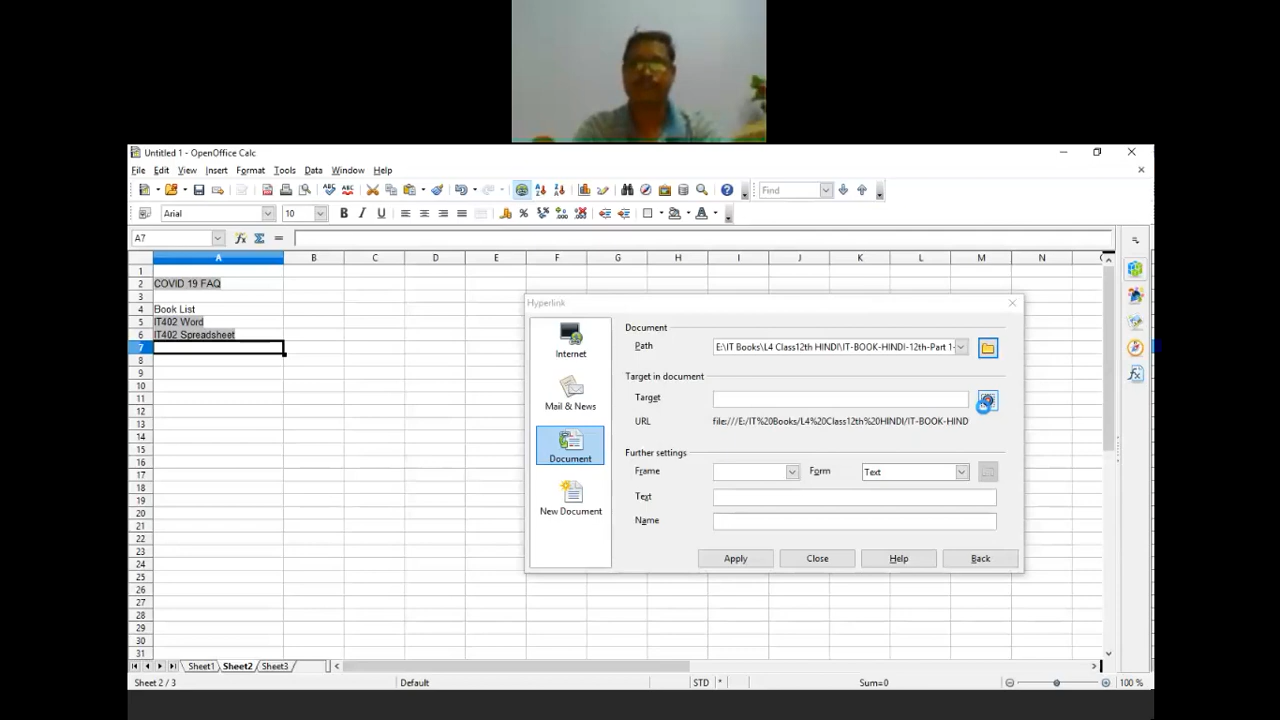 Untitled 1 - OpenOffice Calc
File Edit View Insert Format Tools Data Window Help
Find
Arial 10
A7
A B C D E F G H I J K L M N
1
2 COVID 19 FAQ
3
4 Book List
5 IT402 Word
6 IT402 Spreadsheet
7
8
9
10
11
12
13
14
15
16
17
18
19
20
21
22
23
24
25
26
27
28
29
30
31
Hyperlink
Internet
Mail & News
Document
New Document
Document
Path E:\IT Books\L4 Class12th HINDI\IT-BOOK-HINDI-12th-Part 1-
Target in document
Target
URL file:///E:/IT%20Books/L4%20Class12th%20HINDI/IT-BOOK-HIND
Further settings
Frame Form Text
Text
Name
Apply Close Help Back
Sheet1 Sheet2 Sheet3
Sheet 2 / 3 Default STD * Sum=0 100 %